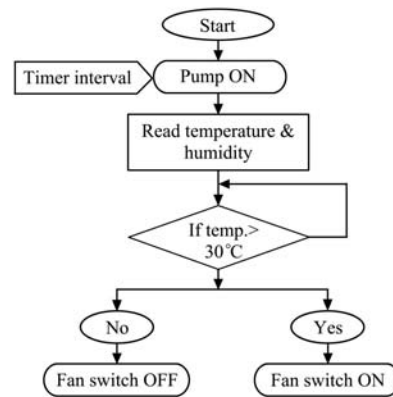 Start
Timer interval
Pump ON
Read temperature &
humidity
If temp.>
30℃
No
Yes
Fan switch OFF
Fan switch ON